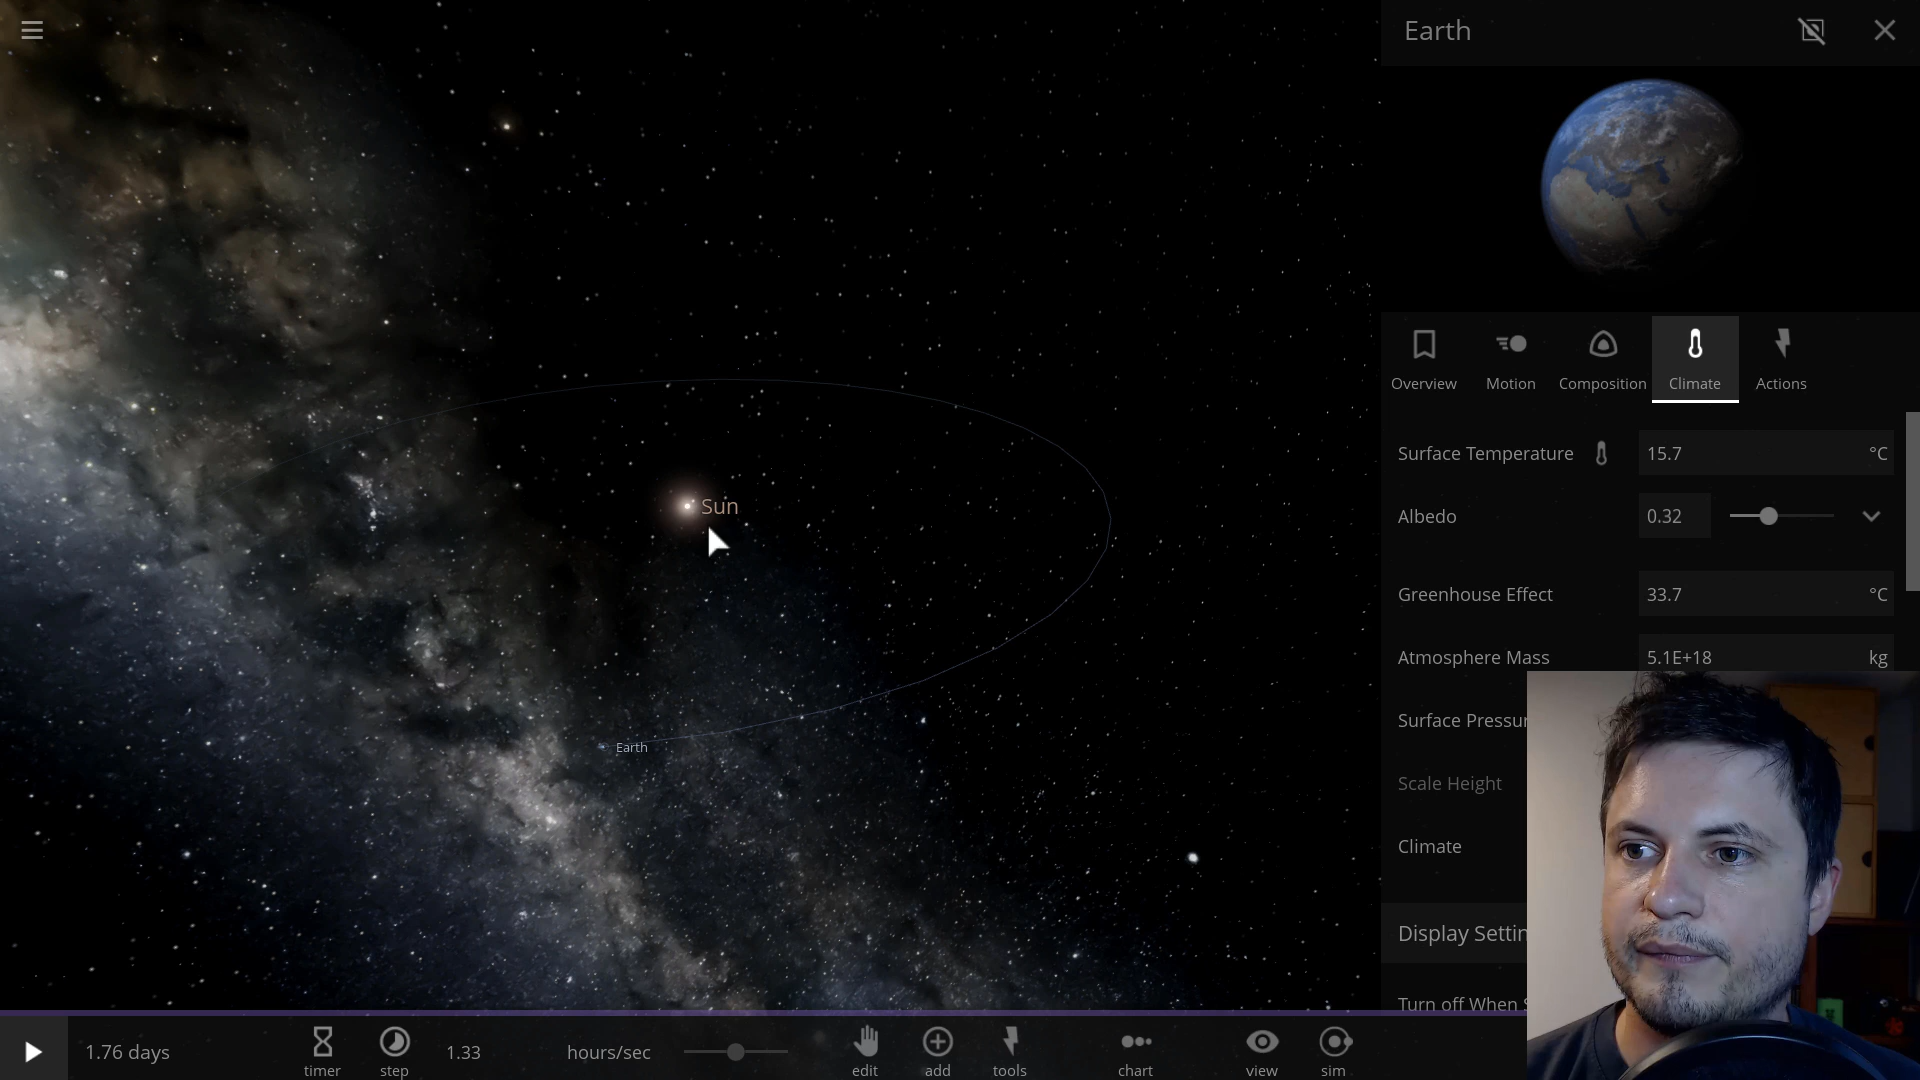 Earth
Overview
Motion
Composition
Climate
Actions
Surface Temperature 15.7 °C
Albedo 0.32
Greenhouse Effect 33.7 °C
Atmosphere Mass 5.1E+18 kg
Surface
Scale Height
Climate
Display
Turn off When
Sun
Earth
1.76 days
timer
step
1.33 hours/sec
edit
add
tools
chart
view
sim